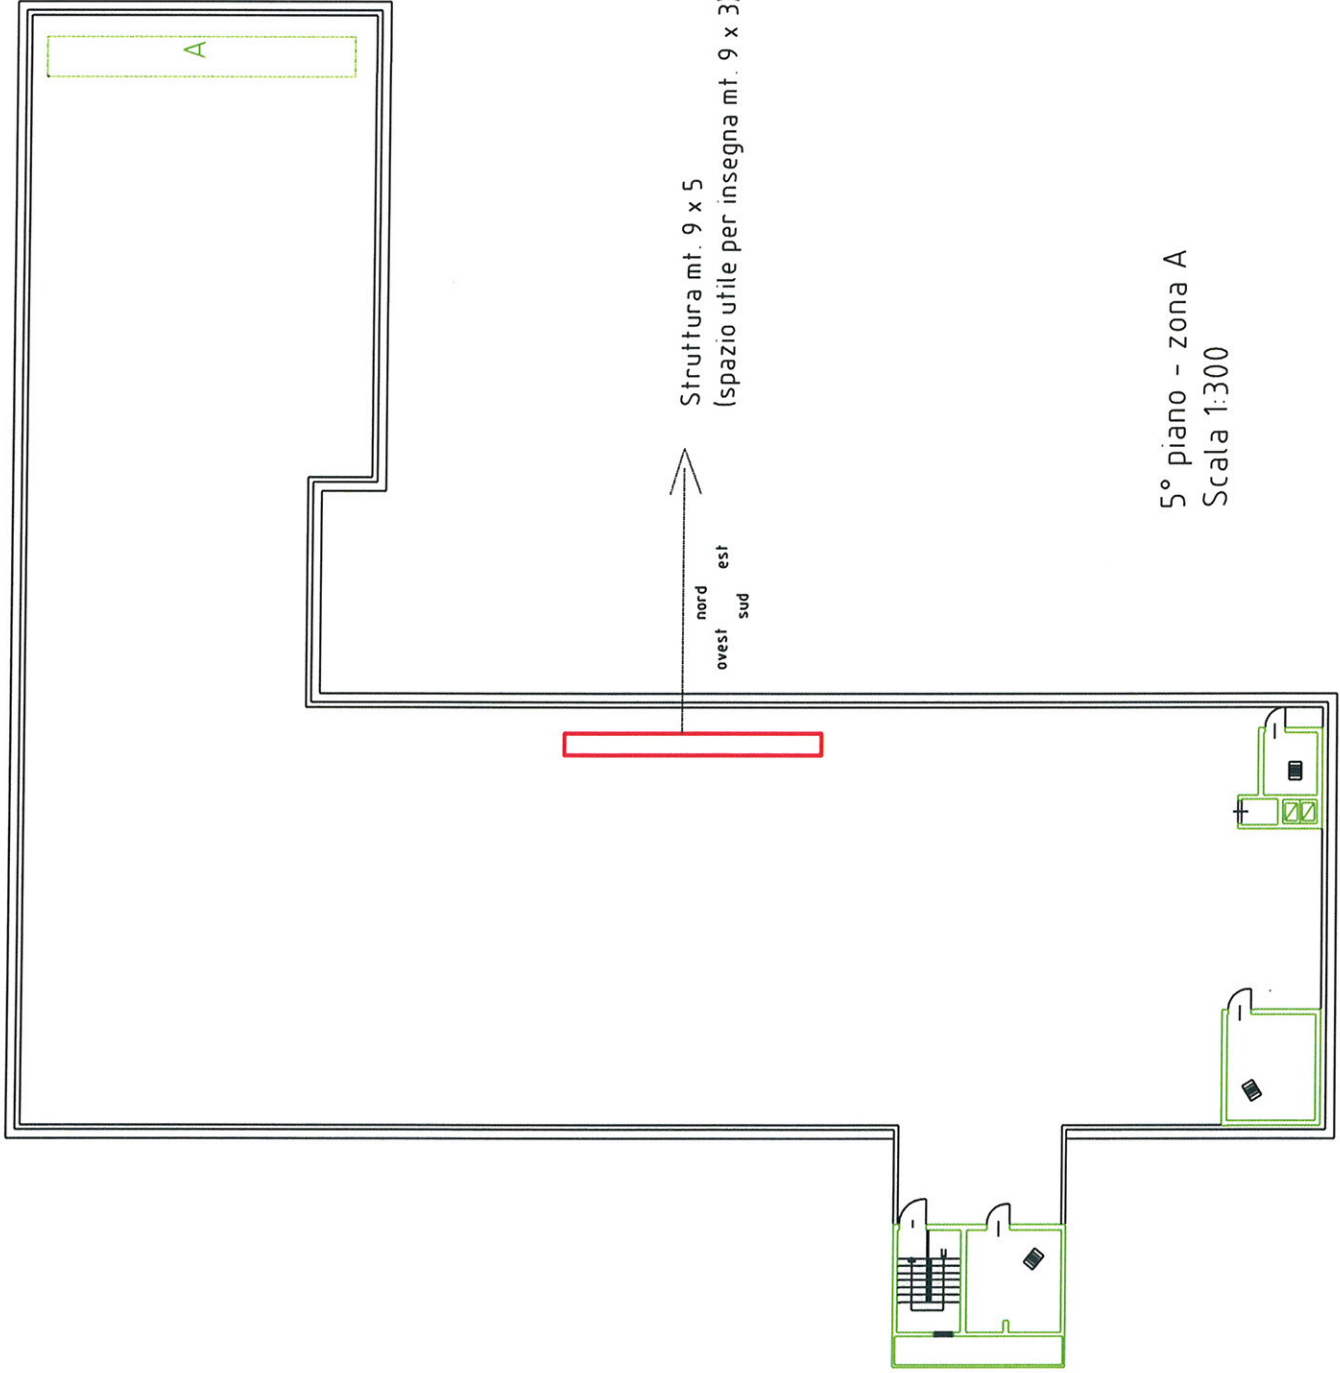 A
Struttura mt. 9 x 5
(spazio utile per insegna mt. 9 x 3)
nord
ovest est
sud
5° piano - zona A
Scala 1:300